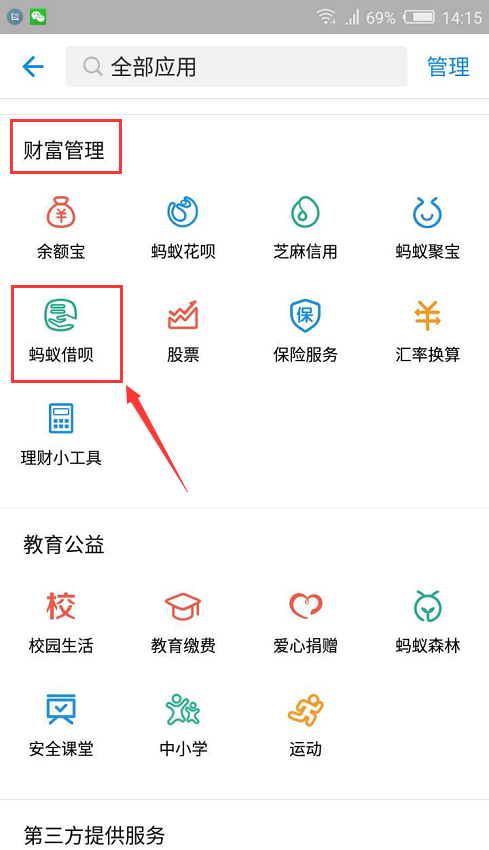 69% 14:15
全部应用 管理
财富管理
余额宝 蚂蚁花呗 芝麻信用 蚂蚁聚宝
保
蚂蚁借呗 股票 保险服务 汇率换算
理财小工具
教育公益
校
校园生活 教育缴费 爱心捐赠 蚂蚁森林
安全课堂 中小学 运动
第三方提供服务